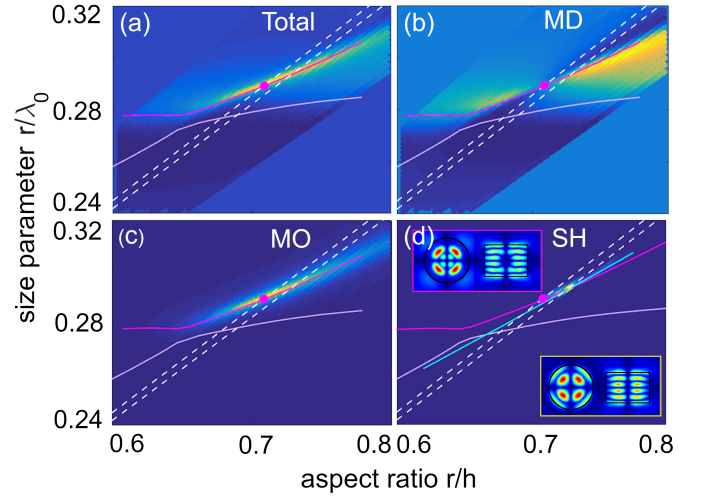 0.32
(a) Total
(b) MD
0.28
0.24
size parameter r/λ₀
0.32
(c) MO
(d) SH
0.28
0.24
0.6 0.7 0.8 0.6 0.7 0.8
aspect ratio r/h